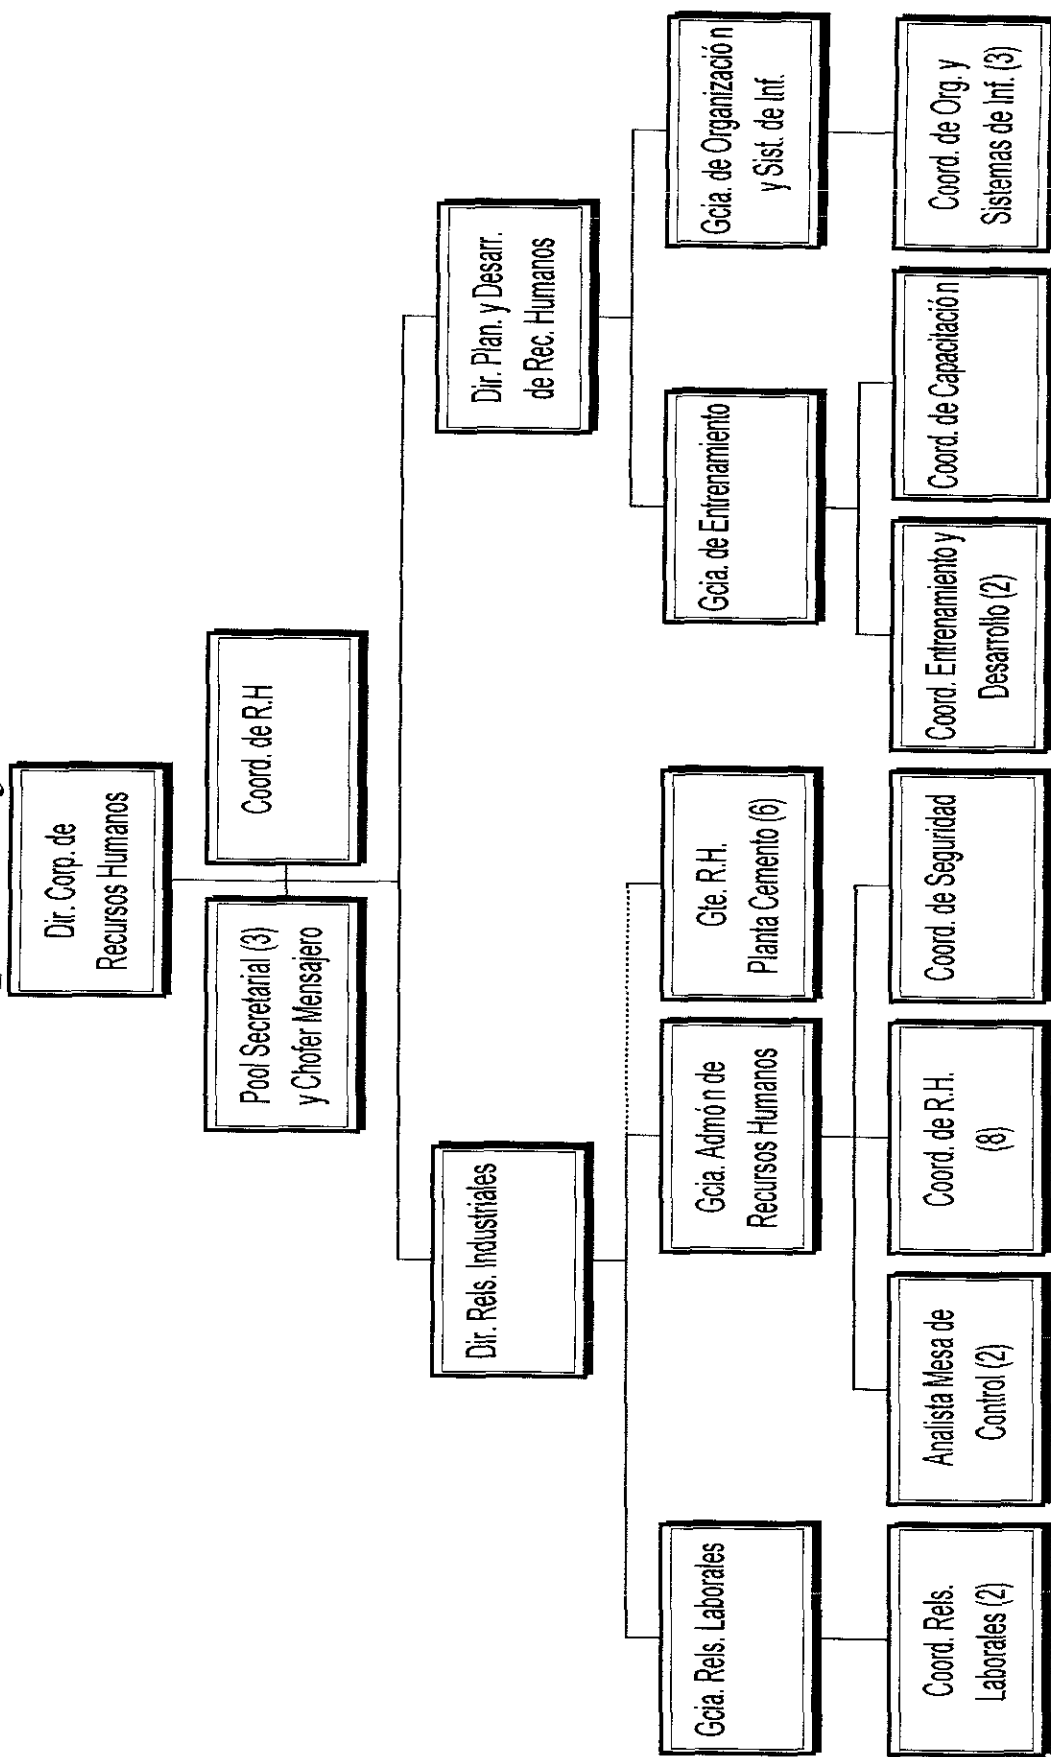 Dir. Corp. de
Recursos Humanos
Pool Secretarial (3)
y Chofer Mensajero
Coord. de R.H
Dir. Rels. Industriales
Dir. Plan. y Desarr.
de Rec. Humanos
Gcia. Rels. Laborales
Gcia. Admón de
Recursos Humanos
Gte. R.H.
Planta Cemento (6)
Gcia. de Entrenamiento
Gcia. de Organización
y Sist. de Inf.
Coord. Rels.
Laborales (2)
Analista Mesa de
Control (2)
Coord. de R.H.
(8)
Coord. de Seguridad
Coord. Entrenamiento y
Desarrollo (2)
Coord. de Capacitación
Coord. de Org. y
Sistemas de Inf. (3)